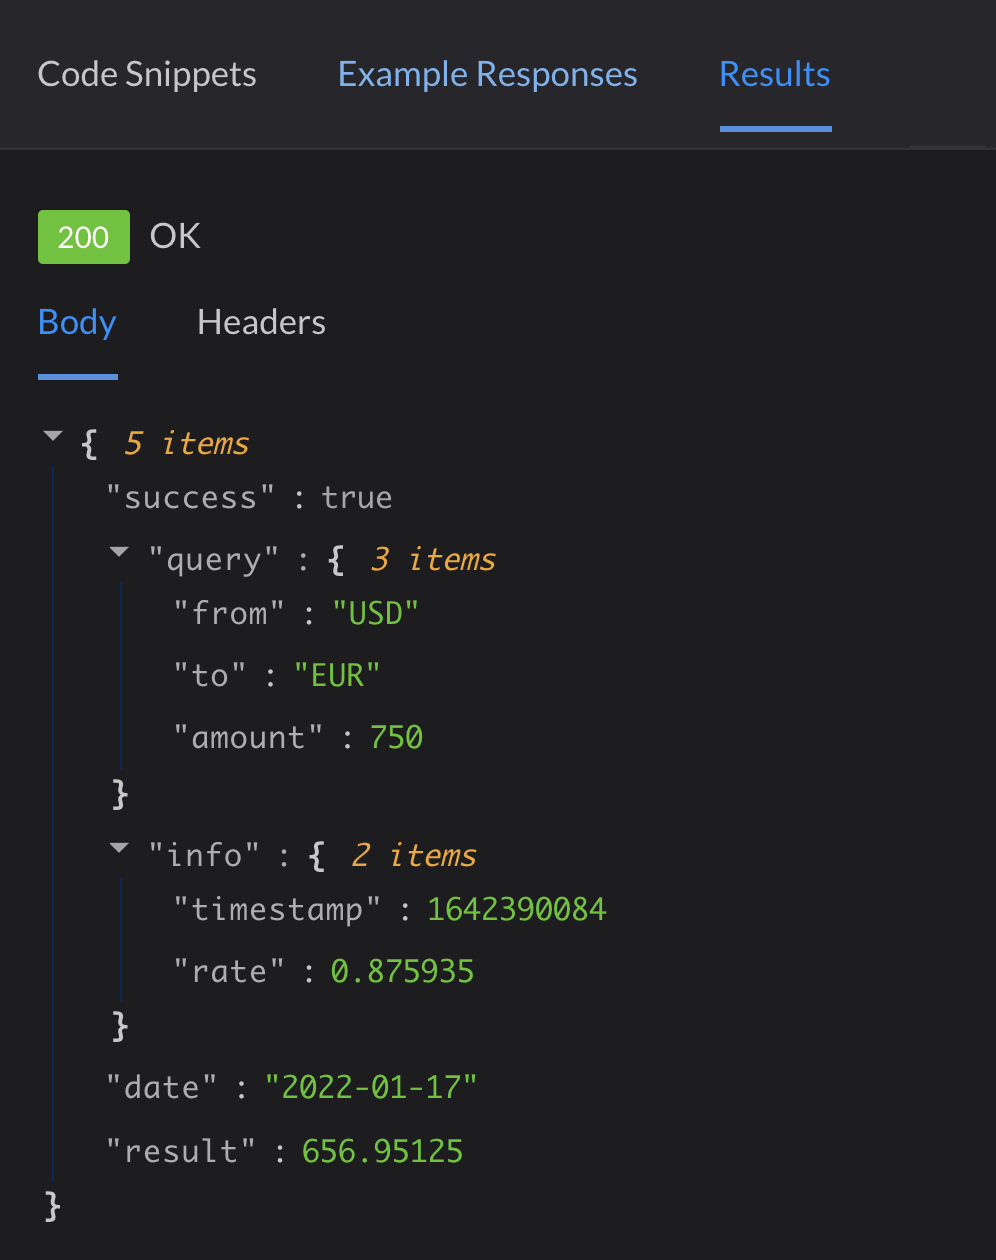 Code Snippets Example Responses Results
200 OK
Body Headers
{ 5 items
"success" : true
"query" : { 3 items
"from" : "USD"
"to" : "EUR"
"amount" : 750
}
"info" : { 2 items
"timestamp" : 1642390084
"rate" : 0.875935
}
"date" : "2022-01-17"
"result" : 656.95125
}